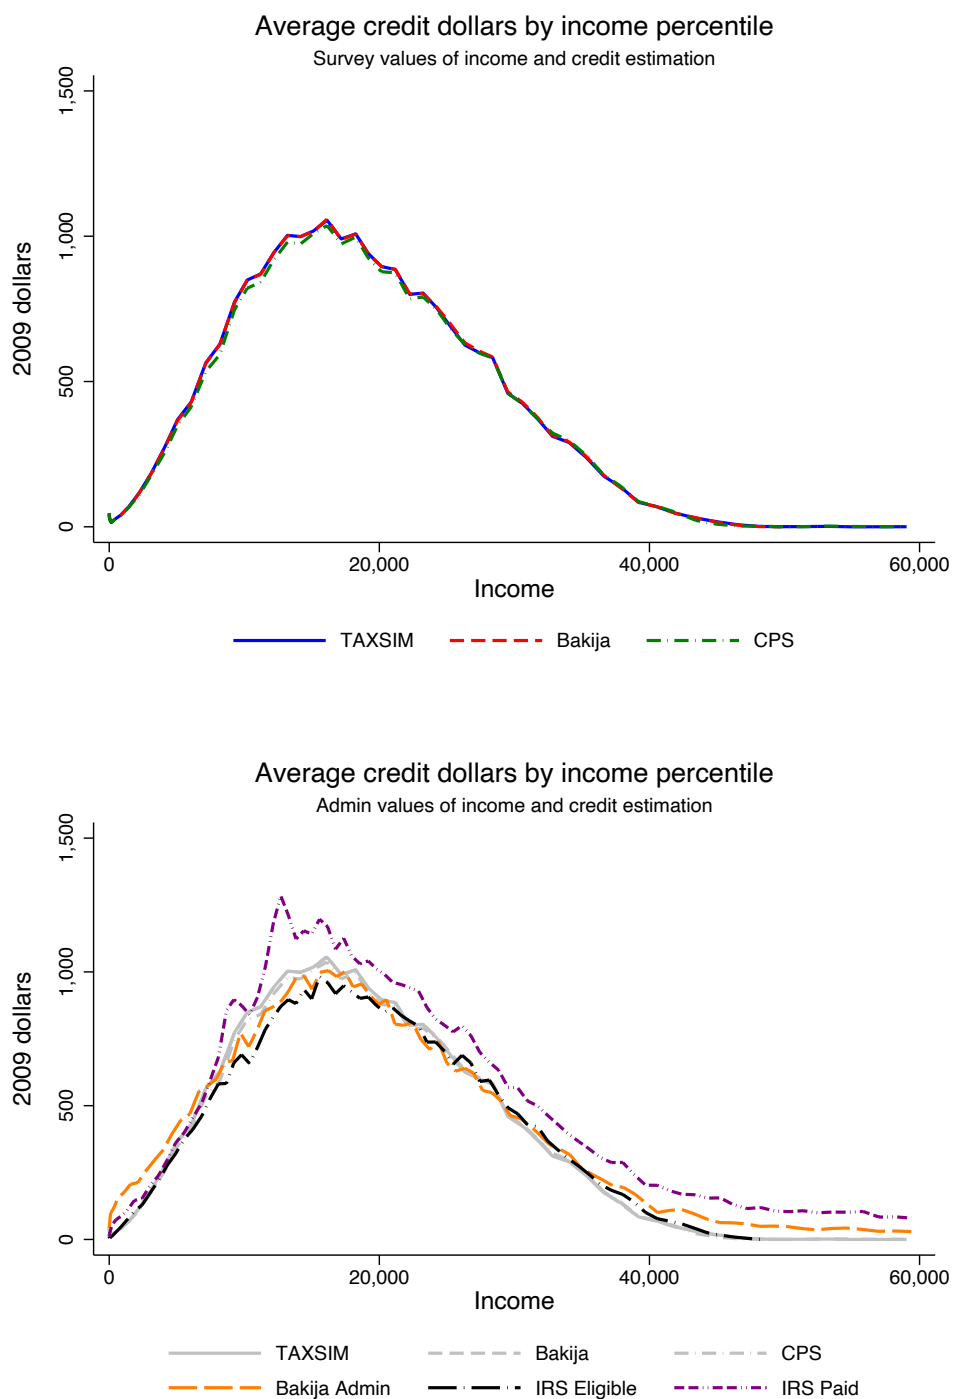 Average credit dollars by income percentile
Survey values of income and credit estimation
1,500
1,000
500
0
2009 dollars
0 20,000 40,000 60,000
Income
TAXSIM Bakija CPS
Average credit dollars by income percentile
Admin values of income and credit estimation
1,500
1,000
500
0
2009 dollars
0 20,000 40,000 60,000
Income
TAXSIM Bakija CPS
Bakija Admin IRS Eligible IRS Paid